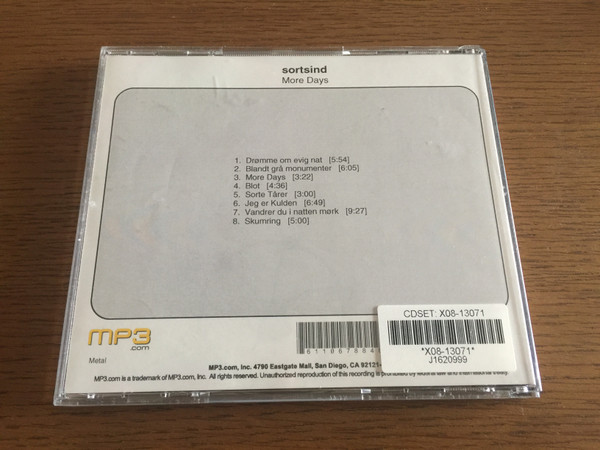 sortsind
More Days
1. Drømme om evig nat [5:54]
2. Blandt grå monumenter [6:05]
3. More Days [3:22]
4. Blot [4:36]
5. Sorte Tårer [3:00]
6. Jeg er Kulden [6:49]
7. Vandrer du i natten mørk [9:27]
8. Skumring [5:00]
CDSET: X08-13071
*X08-13071*
J1620999
MP3
.com
Metal
MP3.com, Inc. 4790 Eastgate Mall, San Diego, CA 92121
MP3.com is a trademark of MP3.com, Inc. All rights reserved. Unauthorized reproduction of this recording is prohibited by